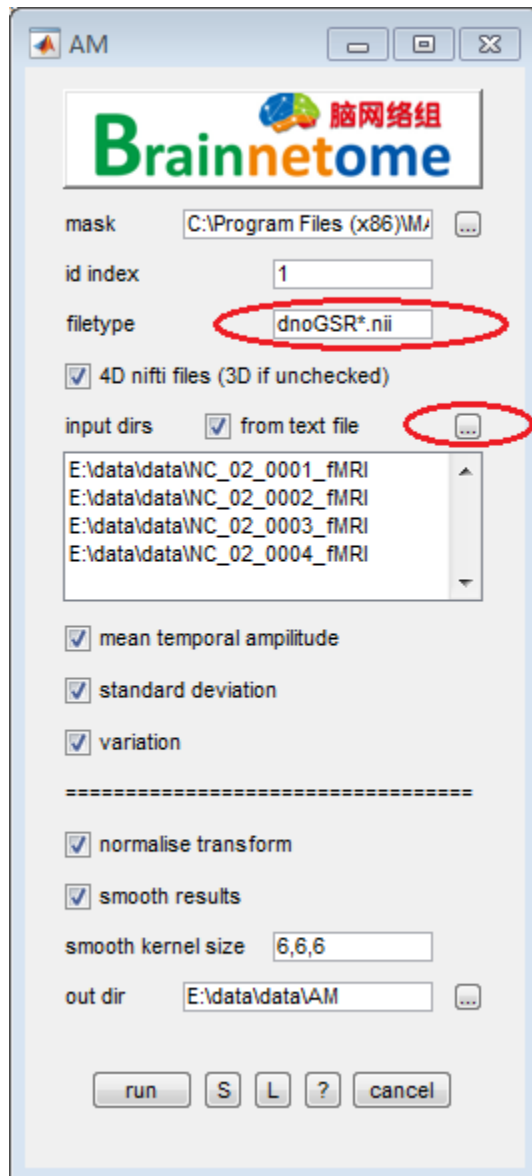 AM
脑网络组
Brainnetome
mask C:\Program Files (x86)\MA ...
id index 1
filetype dnoGSR*.nii
4D nifti files (3D if unchecked)
input dirs from text file ...
E:\data\data\NC_02_0001_fMRI
E:\data\data\NC_02_0002_fMRI
E:\data\data\NC_02_0003_fMRI
E:\data\data\NC_02_0004_fMRI
mean temporal ampilitude
standard deviation
variation
==================================
normalise transform
smooth results
smooth kernel size 6,6,6
out dir E:\data\data\AM ...
run S L ? cancel